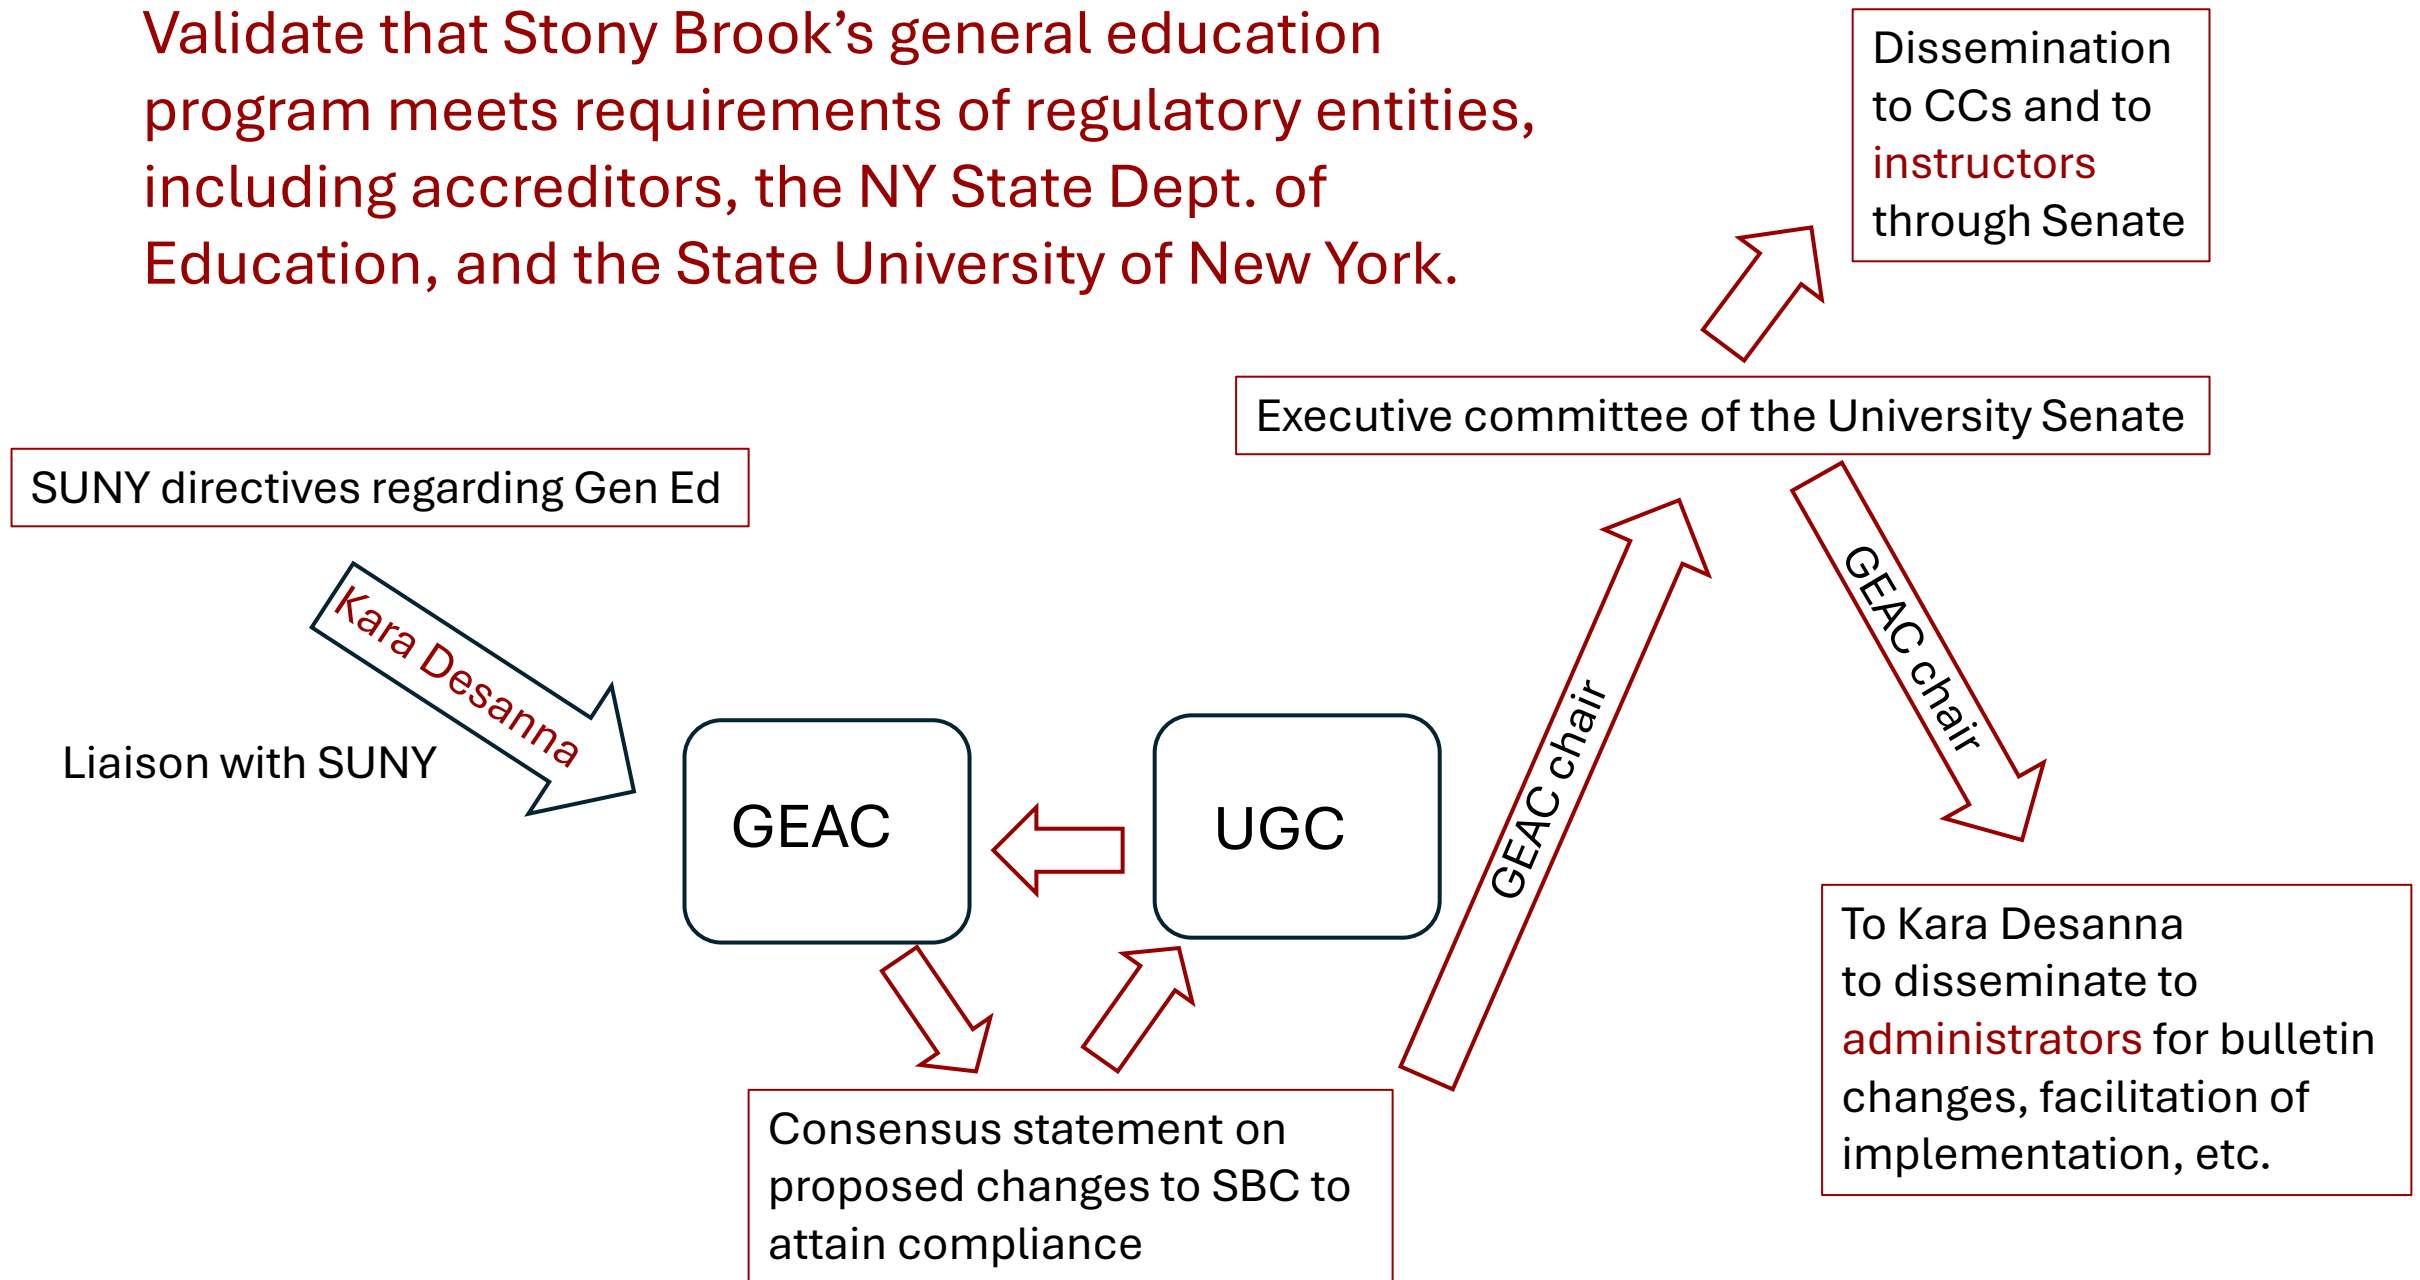 Validate that Stony Brook’s general education
program meets requirements of regulatory entities,
including accreditors, the NY State Dept. of
Education, and the State University of New York.
Dissemination
to CCs and to
instructors
through Senate
Executive committee of the University Senate
SUNY directives regarding Gen Ed
Kara Desanna
Liaison with SUNY
GEAC
UGC
GEAC chair
GEAC chair
Consensus statement on
proposed changes to SBC to
attain compliance
To Kara Desanna
to disseminate to
administrators for bulletin
changes, facilitation of
implementation, etc.